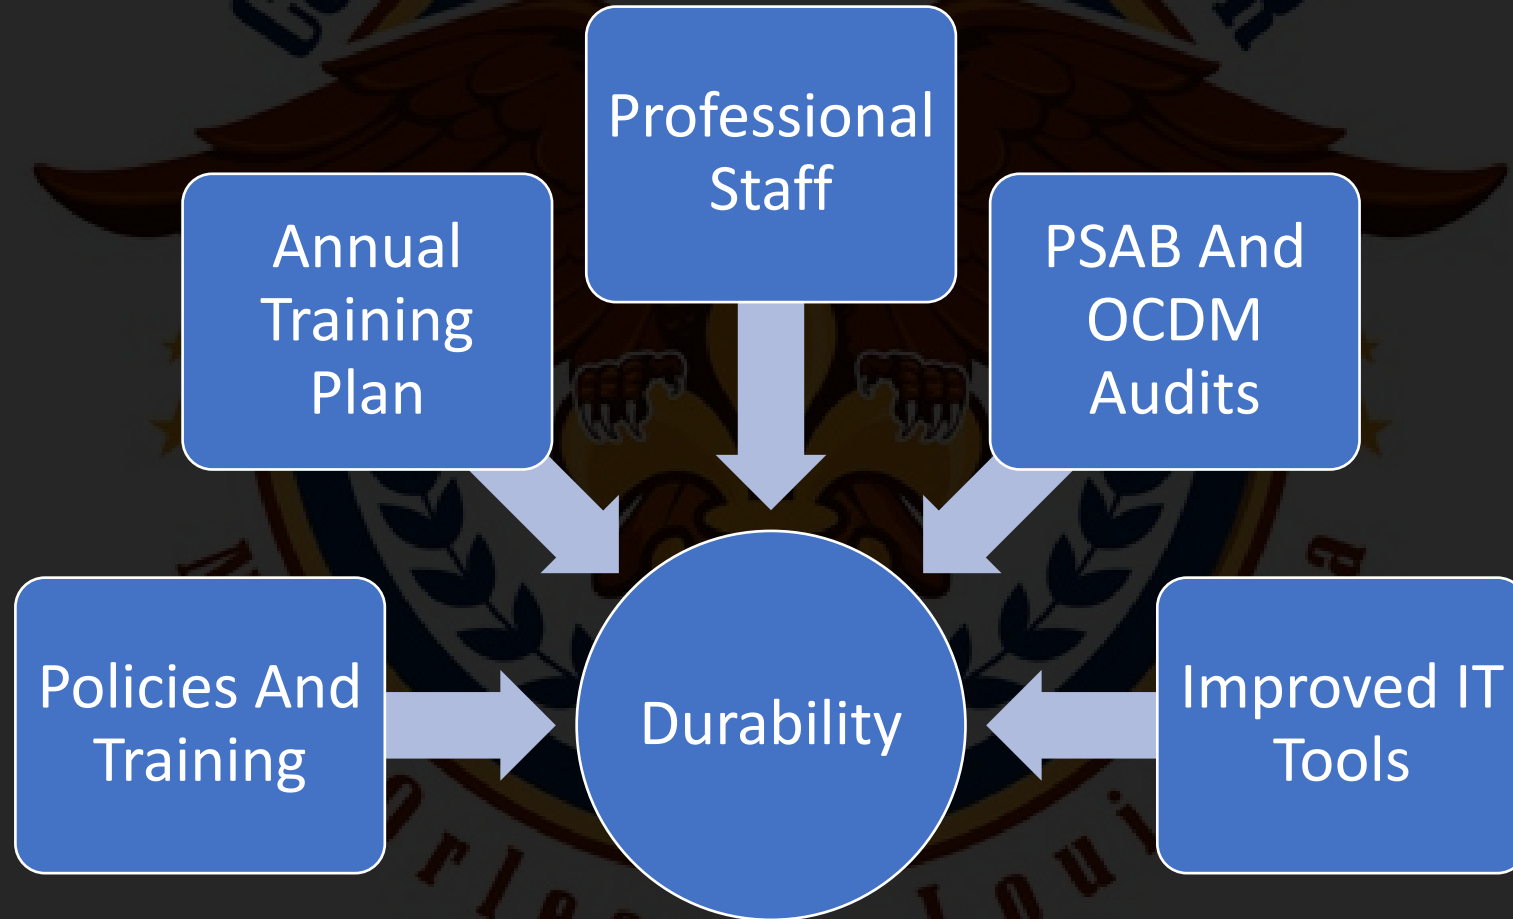 Professional
Staff
Annual
Training
Plan
PSAB And
OCDM
Audits
Policies And
Training
Durability
Improved IT
Tools